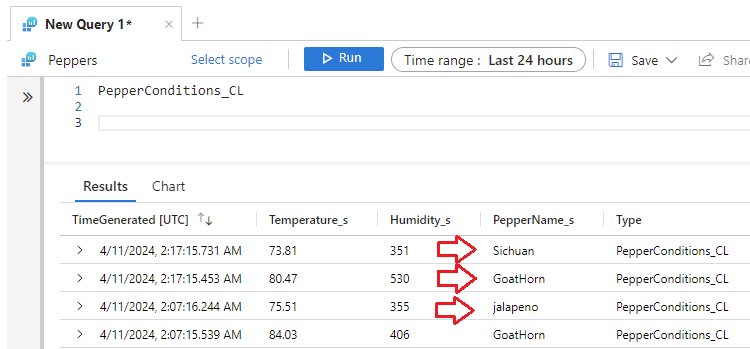 New Query 1*
Peppers Select scope Run Time range : Last 24 hours Save Share
1 PepperConditions_CL
2
3
Results Chart
TimeGenerated [UTC] Temperature_s Humidity_s PepperName_s Type
4/11/2024, 2:17:15.731 AM 73.81 351 Sichuan PepperConditions_CL
4/11/2024, 2:17:15.453 AM 80.47 530 GoatHorn PepperConditions_CL
4/11/2024, 2:07:16.244 AM 75.51 355 jalapeno PepperConditions_CL
4/11/2024, 2:07:15.539 AM 84.03 406 GoatHorn PepperConditions_CL